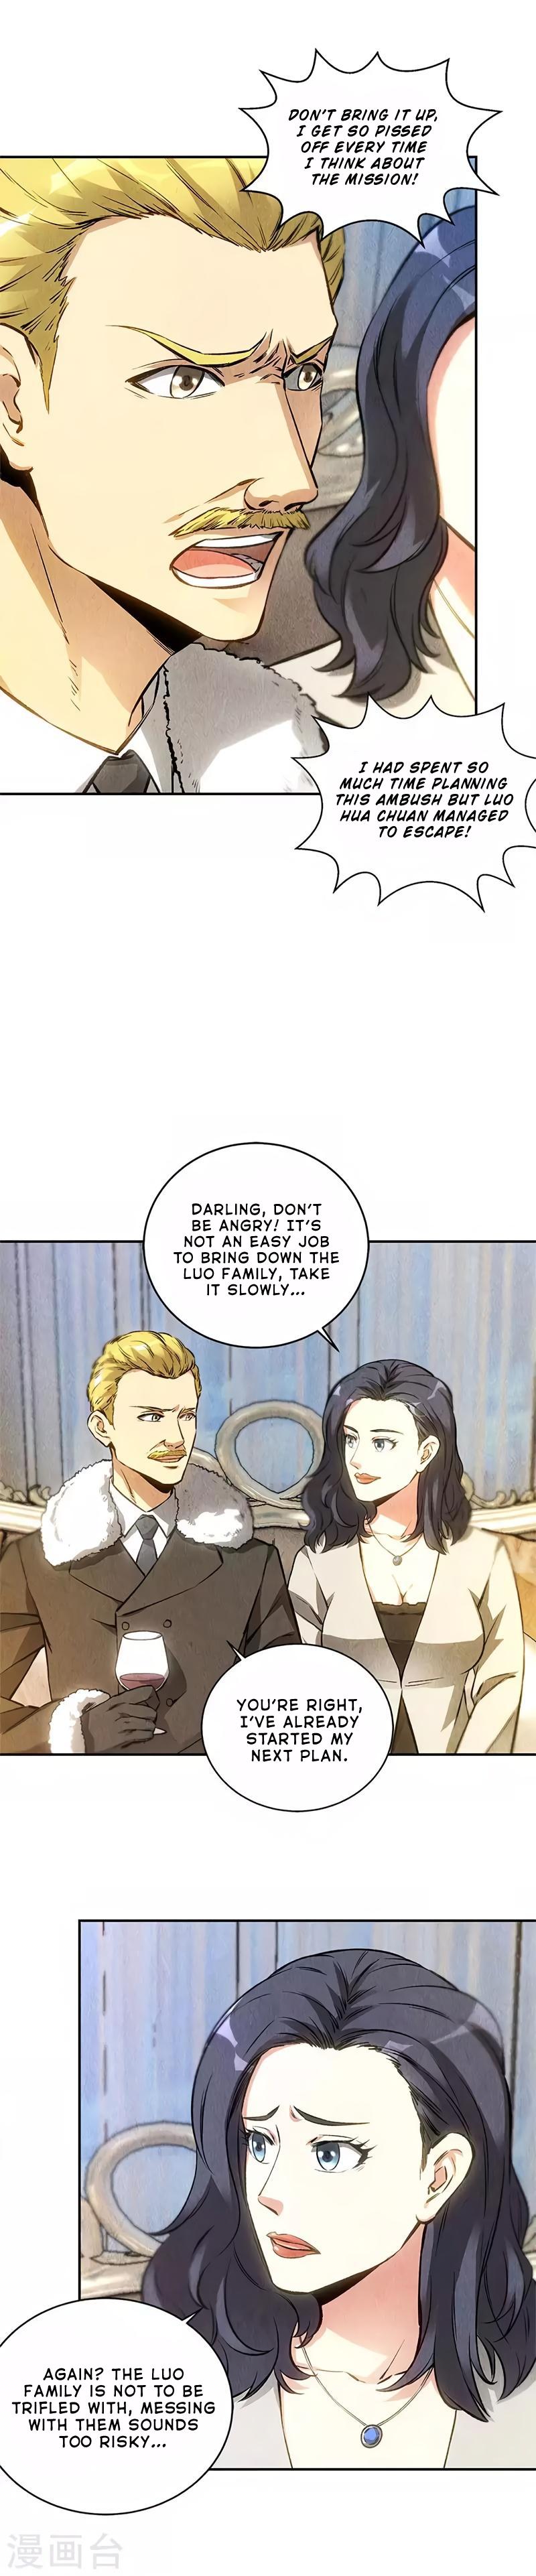 DON'T BRING IT UP,
I GET SO PISSED
OFF EVERY TIME
I THINK ABOUT
THE MISSION!
I HAD SPENT SO
MUCH TIME PLANNING
THIS AMBUSH BUT LUO
HUA CHUAN MANAGED
TO ESCAPE!
DARLING, DON'T
BE ANGRY! IT'S
NOT AN EASY JOB
TO BRING DOWN THE
LUO FAMILY, TAKE
IT SLOWLY...
YOU'RE RIGHT,
I'VE ALREADY
STARTED MY
NEXT PLAN.
AGAIN? THE LUO
FAMILY IS NOT TO BE
TRIFLED WITH, MESSING
WITH THEM SOUNDS
TOO RISKY...
漫画台